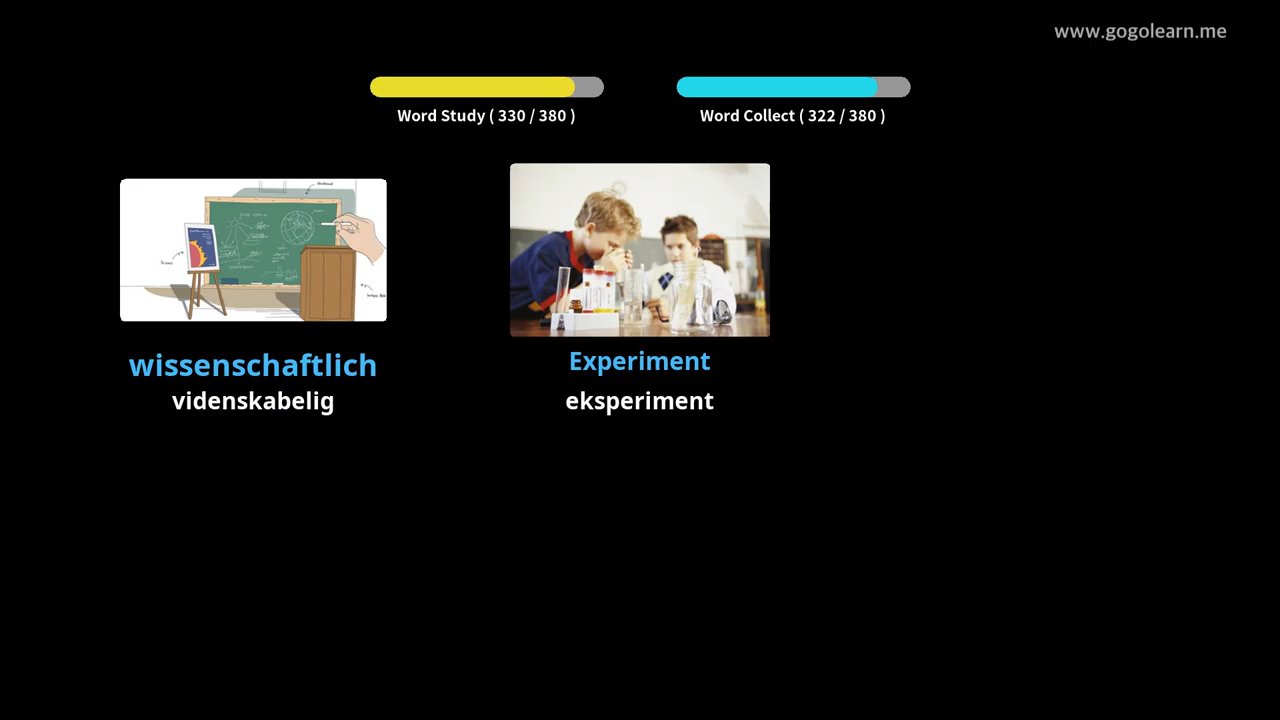 www.gogolearn.me
Word Study ( 330 / 380 )
Word Collect ( 322 / 380 )
wissenschaftlich
videnskabelig
Experiment
eksperiment